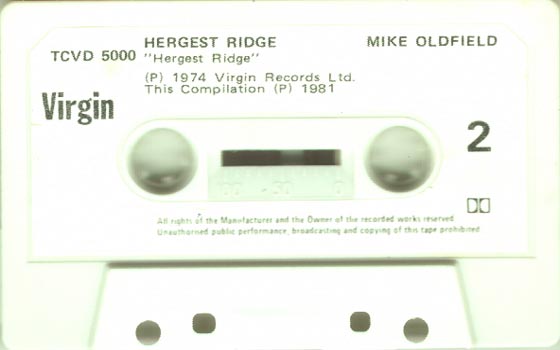 HERGEST RIDGE MIKE OLDFIELD
TCVD 5000 "Hergest Ridge"
(P) 1974 Virgin Records Ltd.
This Compilation (P) 1981
Virgin
2
100 50 0
All rights of the Manufacturer and the Owner of the recorded works reserved
Unauthorised public performance, broadcasting and copying of this tape prohibited